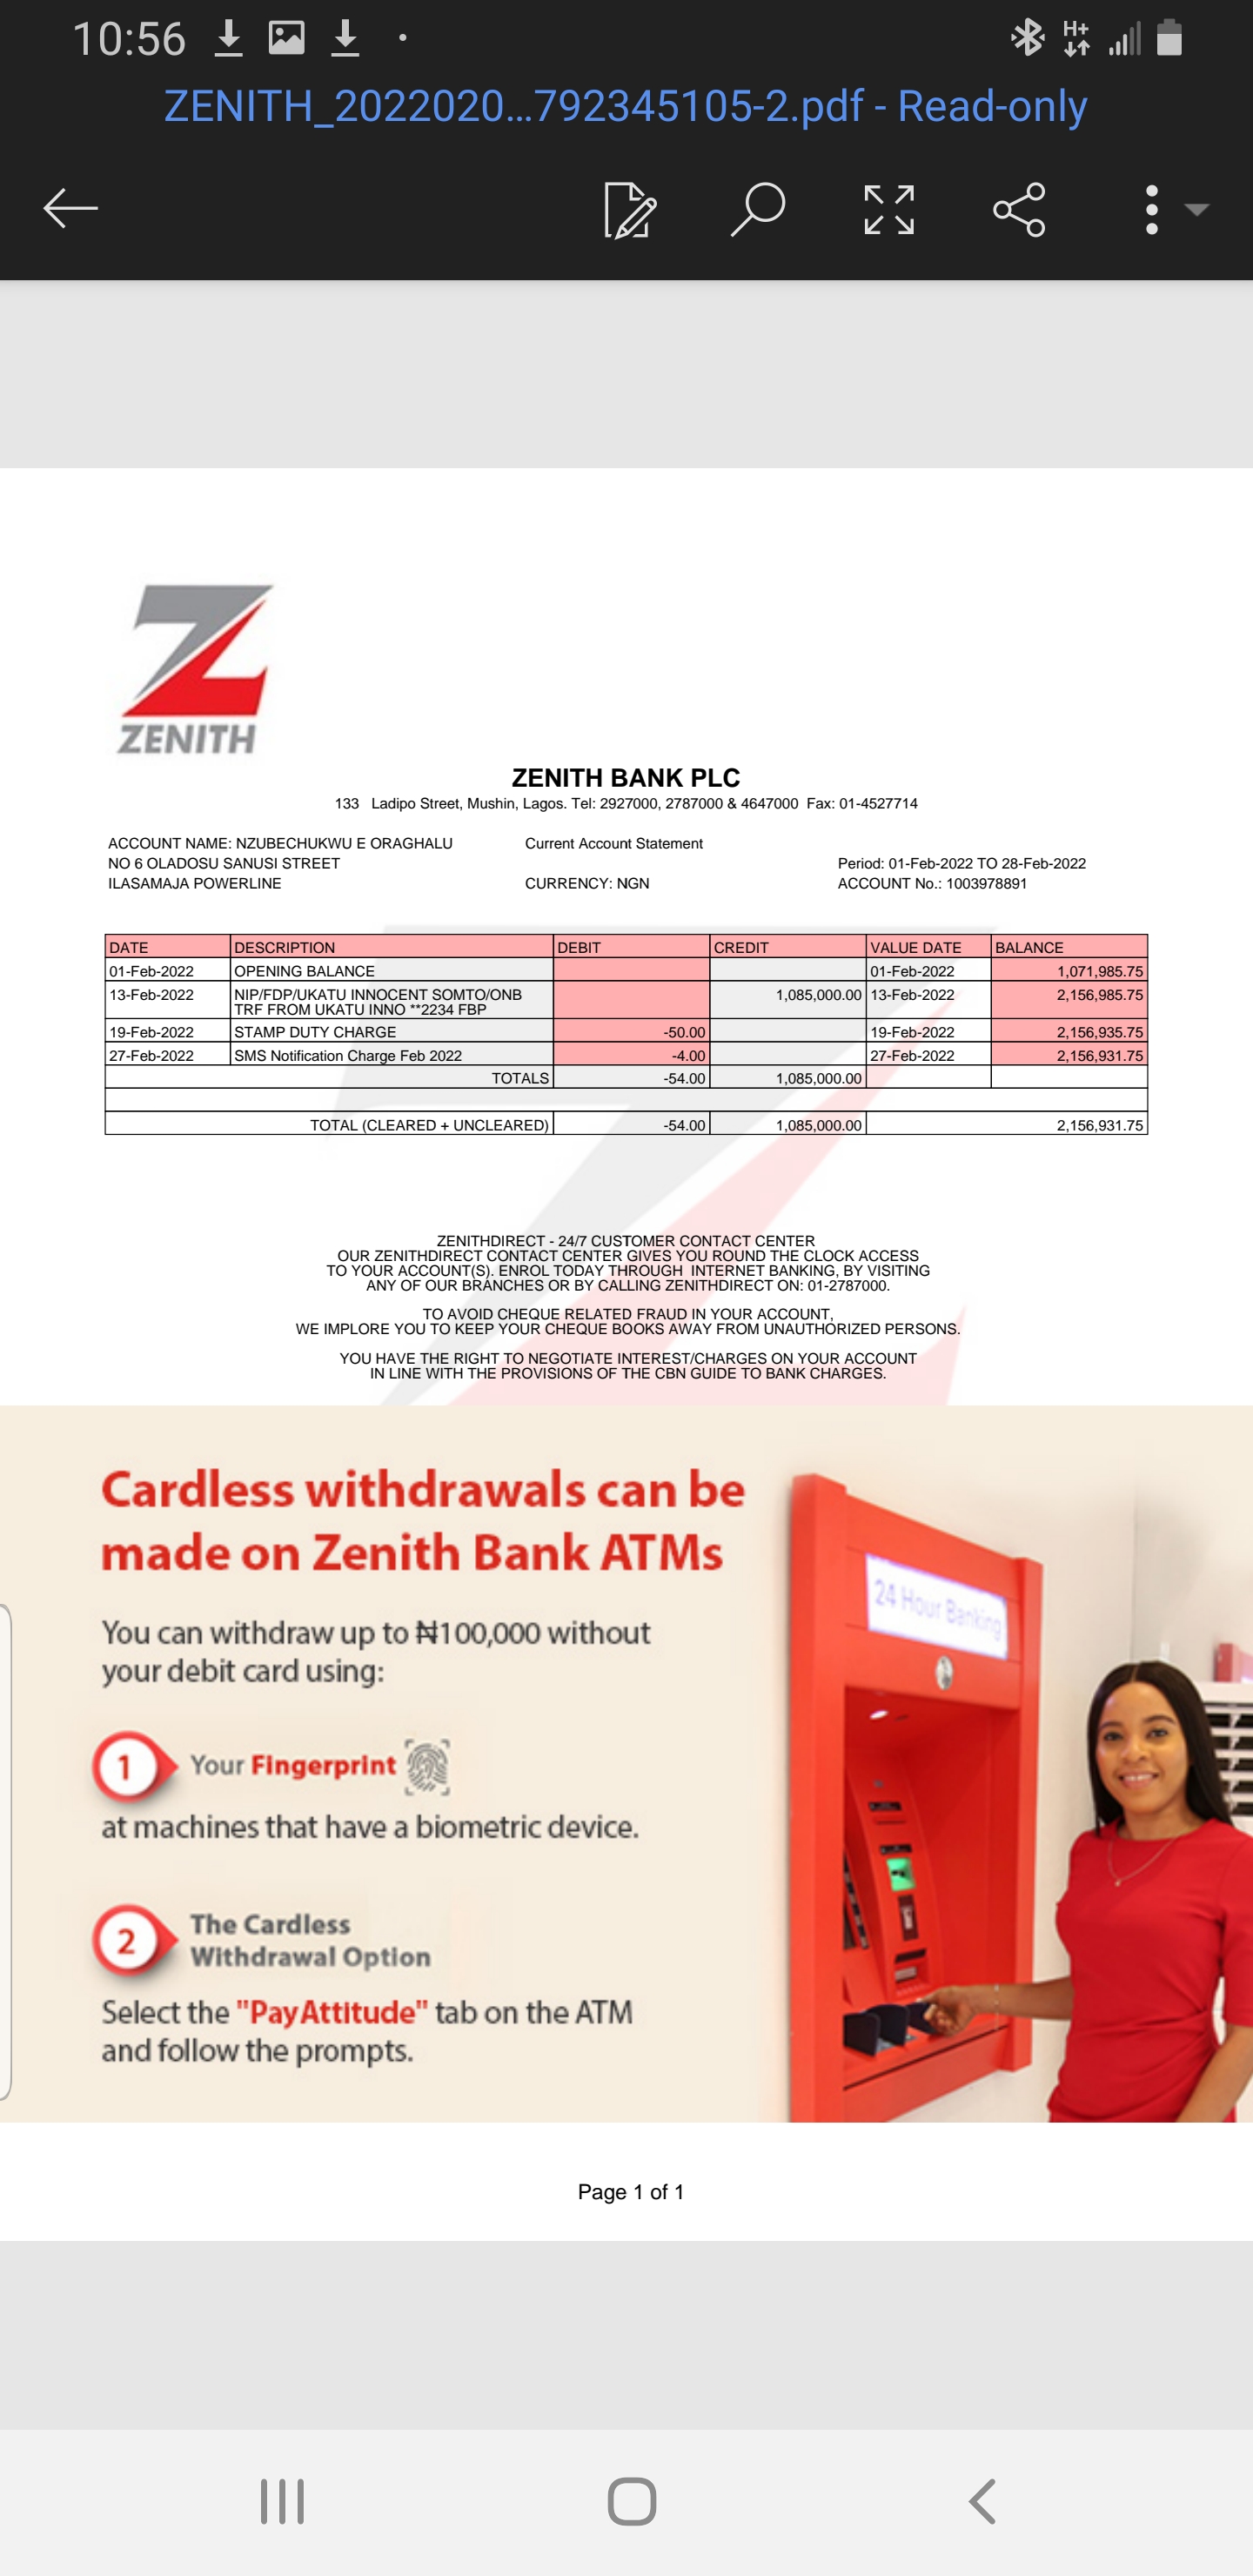 10:56
H+
ZENITH_2022020...792345105-2.pdf - Read-only
ZENITH
ZENITH BANK PLC
133 Ladipo Street, Mushin, Lagos. Tel: 2927000, 2787000 & 4647000 Fax: 01-4527714
ACCOUNT NAME: NZUBECHUKWU E ORAGHALU Current Account Statement
NO 6 OLADOSU SANUSI STREET Period: 01-Feb-2022 TO 28-Feb-2022
ILASAMAJA POWERLINE CURRENCY: NGN ACCOUNT No.: 1003978891
DATE DESCRIPTION DEBIT CREDIT VALUE DATE BALANCE
01-Feb-2022 OPENING BALANCE 01-Feb-2022 1,071,985.75
13-Feb-2022 NIP/FDP/UKATU INNOCENT SOMTO/ONB 1,085,000.00 13-Feb-2022 2,156,985.75
TRF FROM UKATU INNO **2234 FBP
19-Feb-2022 STAMP DUTY CHARGE -50.00 19-Feb-2022 2,156,935.75
27-Feb-2022 SMS Notification Charge Feb 2022 -4.00 27-Feb-2022 2,156,931.75
TOTALS -54.00 1,085,000.00
TOTAL (CLEARED + UNCLEARED) -54.00 1,085,000.00 2,156,931.75
ZENITHDIRECT - 24/7 CUSTOMER CONTACT CENTER
OUR ZENITHDIRECT CONTACT CENTER GIVES YOU ROUND THE CLOCK ACCESS
TO YOUR ACCOUNT(S). ENROL TODAY THROUGH INTERNET BANKING, BY VISITING
ANY OF OUR BRANCHES OR BY CALLING ZENITHDIRECT ON: 01-2787000.
TO AVOID CHEQUE RELATED FRAUD IN YOUR ACCOUNT,
WE IMPLORE YOU TO KEEP YOUR CHEQUE BOOKS AWAY FROM UNAUTHORIZED PERSONS.
YOU HAVE THE RIGHT TO NEGOTIATE INTEREST/CHARGES ON YOUR ACCOUNT
IN LINE WITH THE PROVISIONS OF THE CBN GUIDE TO BANK CHARGES.
Cardless withdrawals can be
made on Zenith Bank ATMs
You can withdraw up to ₦100,000 without
your debit card using:
1 Your Fingerprint
at machines that have a biometric device.
2 The Cardless
Withdrawal Option
Select the "PayAttitude" tab on the ATM
and follow the prompts.
24 Hour Banking
Page 1 of 1